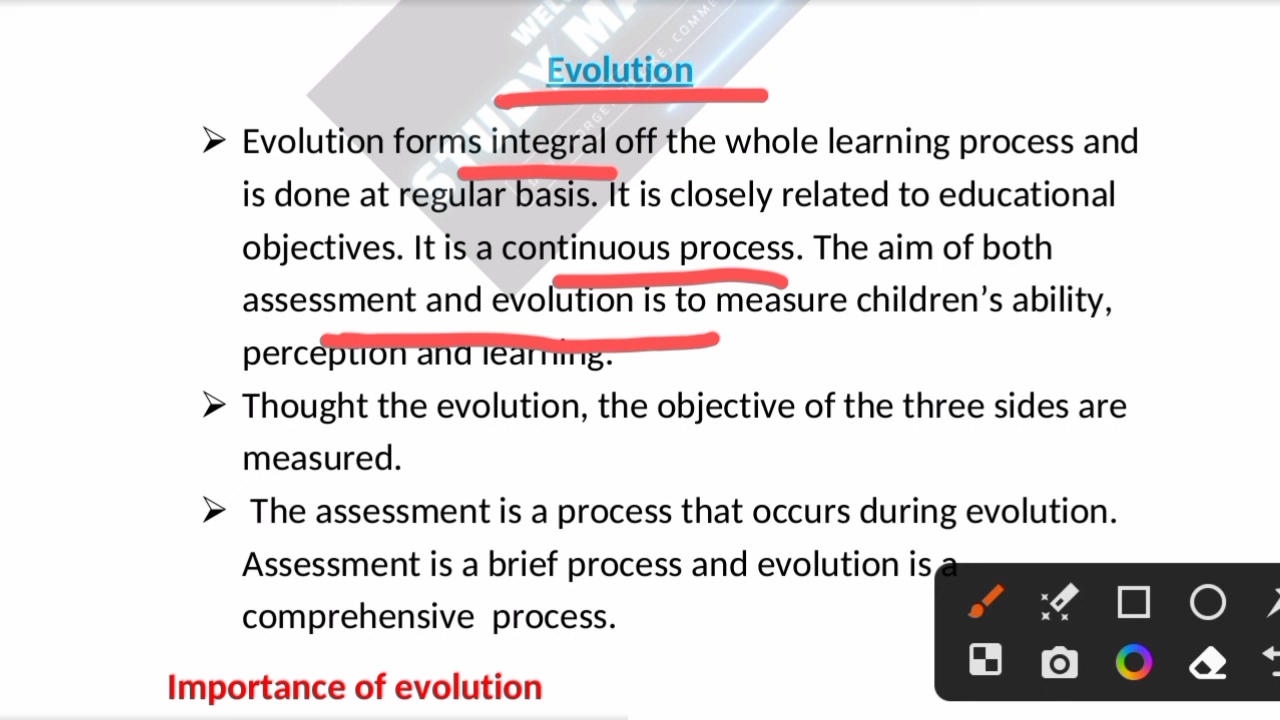 Evolution
➢ Evolution forms integral off the whole learning process and
is done at regular basis. It is closely related to educational
objectives. It is a continuous process. The aim of both
assessment and evolution is to measure children’s ability,
perception and learning.
➢ Thought the evolution, the objective of the three sides are
measured.
➢ The assessment is a process that occurs during evolution.
Assessment is a brief process and evolution is a
comprehensive process.
Importance of evolution
STUDY MA